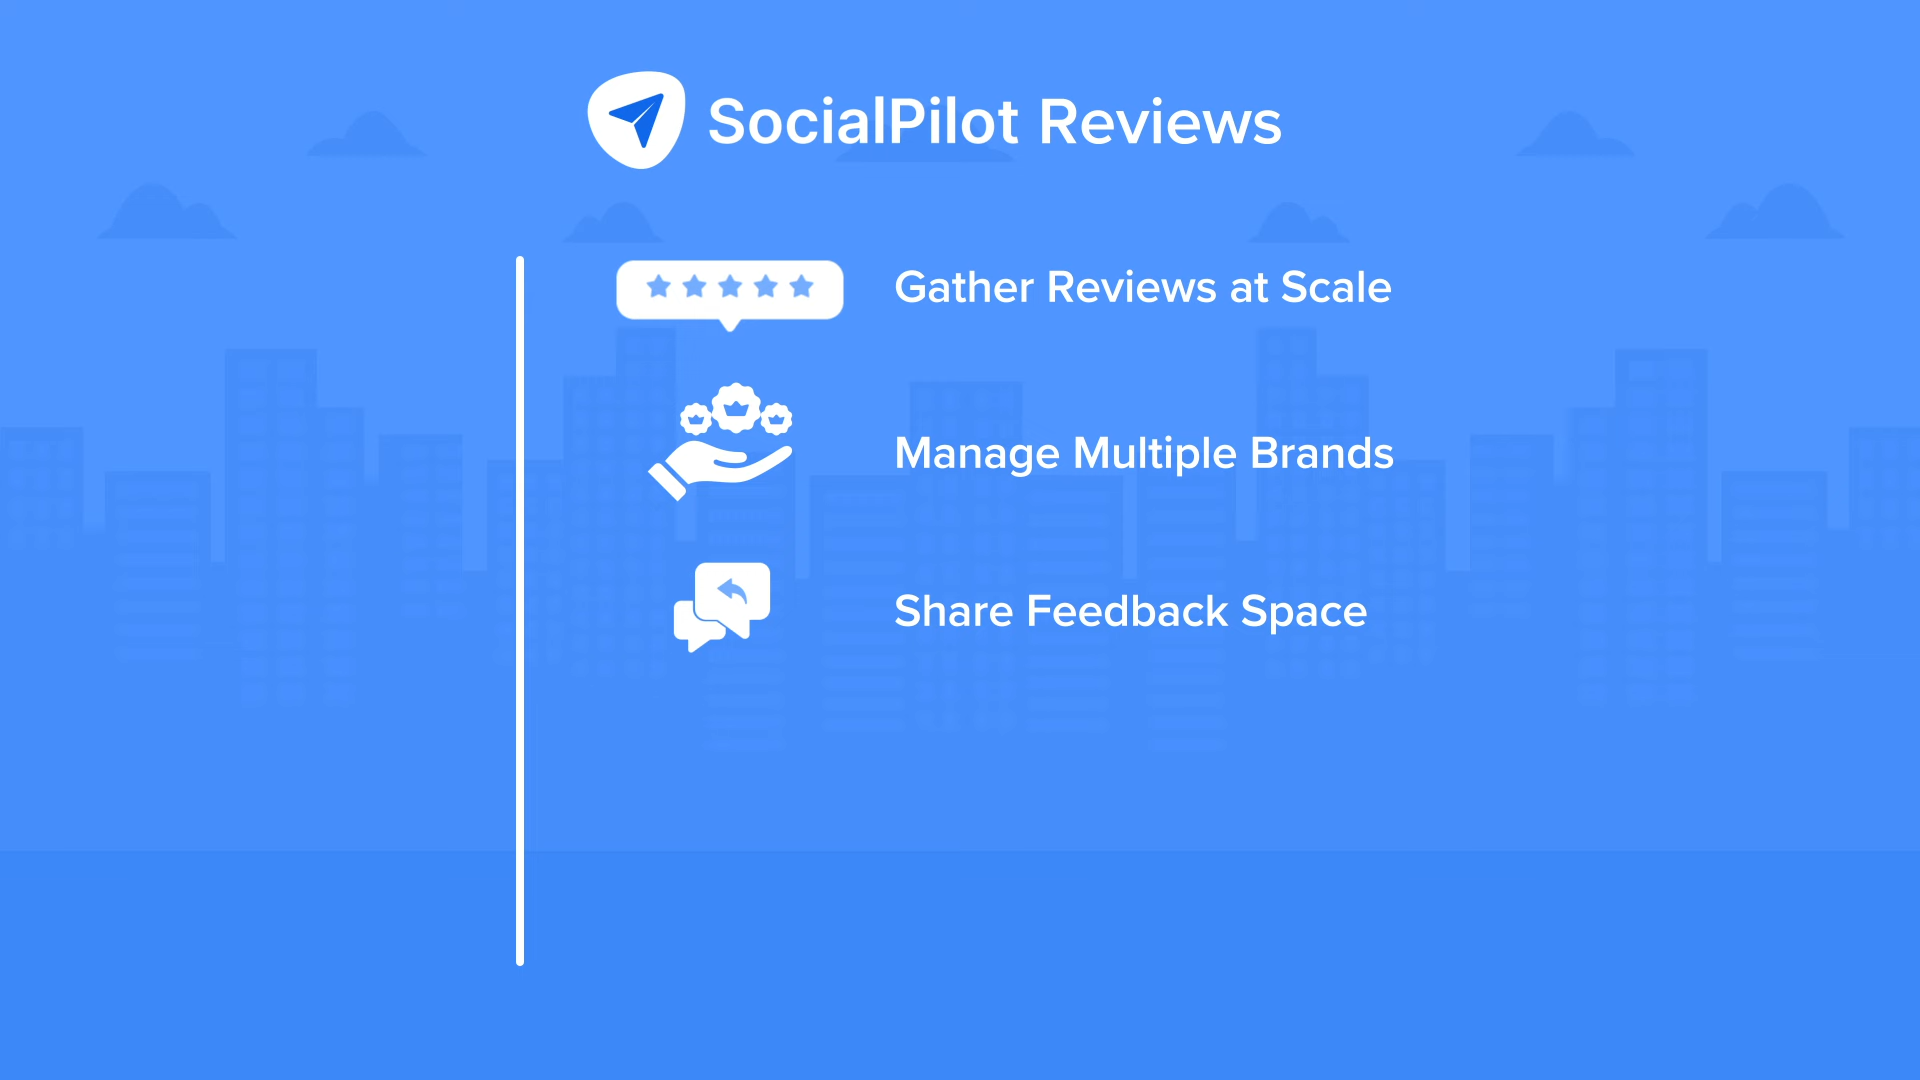 SocialPilot Reviews
Gather Reviews at Scale
Manage Multiple Brands
Share Feedback Space